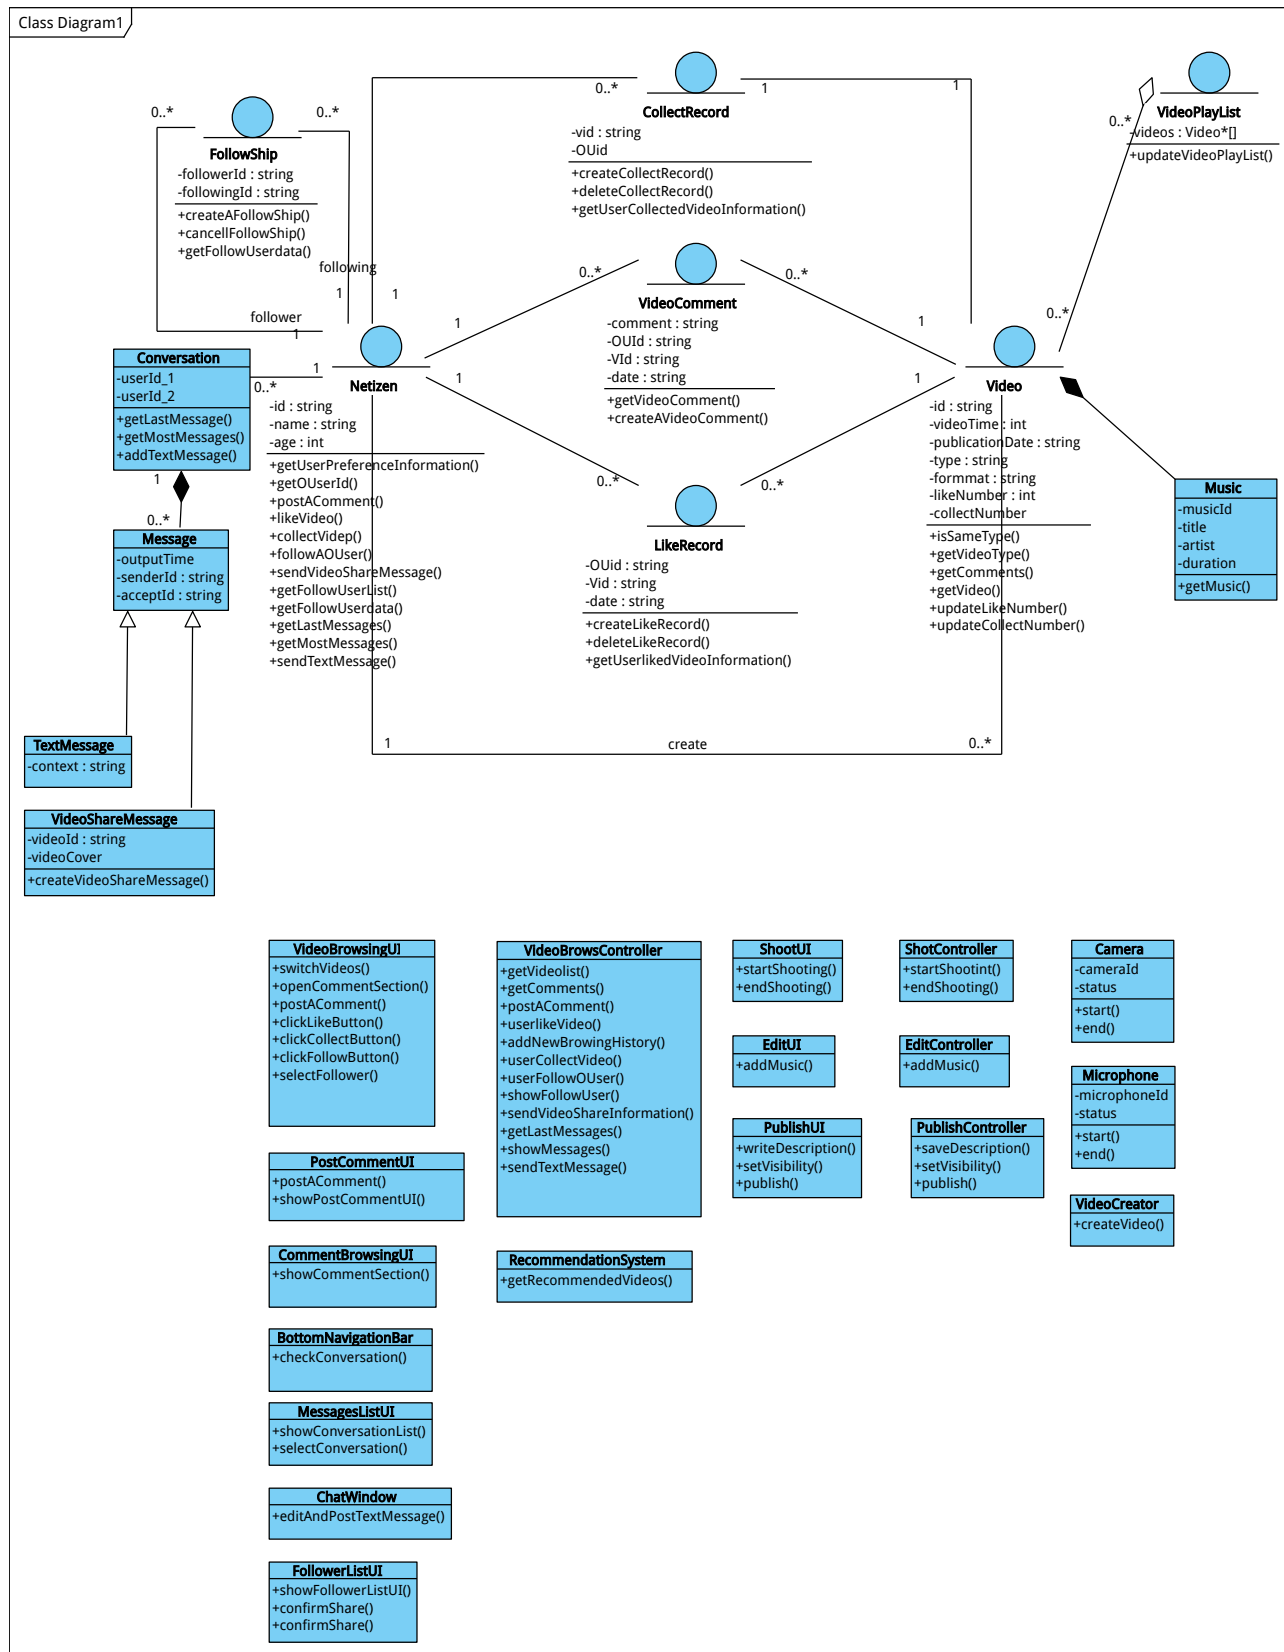 Class Diagram1
0..*
0..*
FollowShip
-followerId : string
-followingId : string
+createAFollowShip()
+cancellFollowShip()
+getFollowUserdata()
following
1
1
follower
1
0..*
CollectRecord
-vid : string
-OUid
+createCollectRecord()
+deleteCollectRecord()
+getUserCollectedVideoInformation()
1
1
VideoPlayList
-videos : Video*[]
+updateVideoPlayList()
0..*
0..*
0..*
VideoComment
-comment : string
-OUId : string
-VId : string
-date : string
+getVideoComment()
+createAVideoComment()
0..*
1
1
1
1
Conversation
-userId_1
-userId_2
+getLastMessage()
+getMostMessages()
+addTextMessage()
1
0..*
1
0..*
Message
-outputTime
-senderId : string
-acceptId : string
Netizen
-id : string
-name : string
-age : int
+getUserPreferenceInformation()
+getOUserId()
+postAComment()
+likeVideo()
+collectVidep()
+followAOUser()
+sendVideoShareMessage()
+getFollowUserList()
+getFollowUserdata()
+getLastMessages()
+getMostMessages()
+sendTextMessage()
0..*
0..*
LikeRecord
-OUid : string
-Vid : string
-date : string
+createLikeRecord()
+deleteLikeRecord()
+getUserlikedVideoInformation()
Video
-id : string
-videoTime : int
-publicationDate : string
-type : string
-formmat : string
-likeNumber : int
-collectNumber
+isSameType()
+getVideoType()
+getComments()
+getVideo()
+updateLikeNumber()
+updateCollectNumber()
Music
-musicId
-title
-artist
-duration
+getMusic()
1
create
0..*
TextMessage
-context : string
VideoShareMessage
-videoId : string
-videoCover
+createVideoShareMessage()
VideoBrowsingUI
+switchVideos()
+openCommentSection()
+postAComment()
+clickLikeButton()
+clickCollectButton()
+clickFollowButton()
+selectFollower()
VideoBrowsController
+getVideolist()
+getComments()
+postAComment()
+userlikeVideo()
+addNewBrowingHistory()
+userCollectVideo()
+userFollowOUser()
+showFollowUser()
+sendVideoShareInformation()
+getLastMessages()
+showMessages()
+sendTextMessage()
ShootUI
+startShooting()
+endShooting()
ShotController
+startShootint()
+endShooting()
Camera
-cameraId
-status
+start()
+end()
EditUI
+addMusic()
EditController
+addMusic()
Microphone
-microphoneId
-status
+start()
+end()
PublishUI
+writeDescription()
+setVisibility()
+publish()
PublishController
+saveDescription()
+setVisibility()
+publish()
VideoCreator
+createVideo()
PostCommentUI
+postAComment()
+showPostCommentUI()
CommentBrowsingUI
+showCommentSection()
RecommendationSystem
+getRecommendedVideos()
BottomNavigationBar
+checkConversation()
MessagesListUI
+showConversationList()
+selectConversation()
ChatWindow
+editAndPostTextMessage()
FollowerListUI
+showFollowerListUI()
+confirmShare()
+confirmShare()